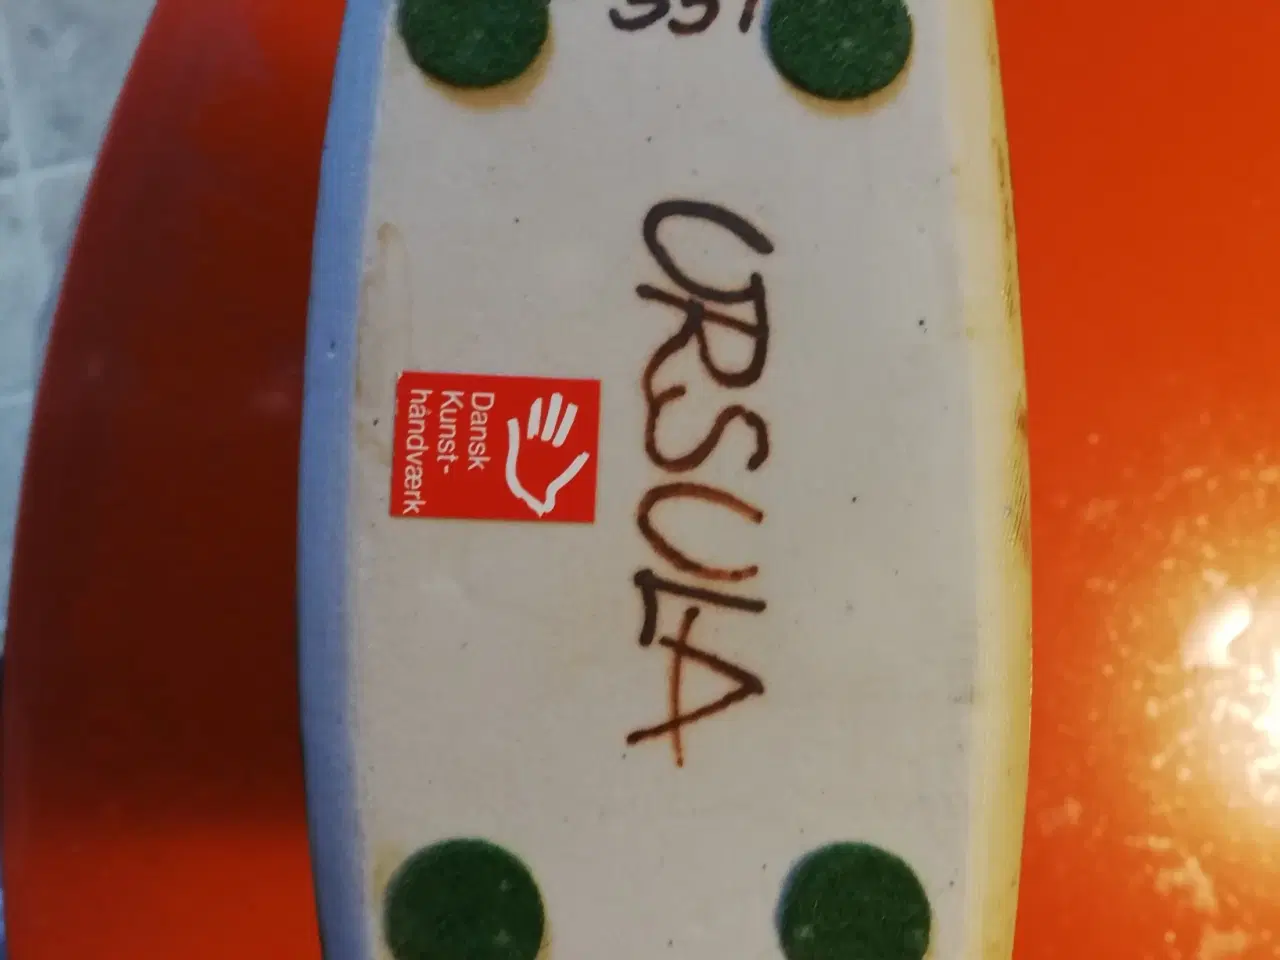 URSULA
Dansk
Kunst-
håndværk